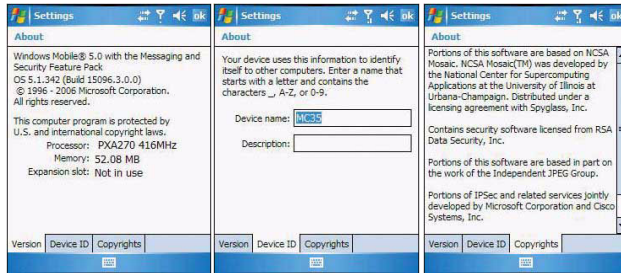 Settings
ok
About
Windows Mobile® 5.0 with the Messaging and
Security Feature Pack
OS 5.1.342 (Build 15096.3.0.0)
© 1996 - 2006 Microsoft Corporation.
All rights reserved.
This computer program is protected by
U.S. and international copyright laws.
Processor: PXA270 416MHz
Memory: 52.08 MB
Expansion slot: Not in use
Version Device ID Copyrights
Settings
ok
About
Your device uses this information to identify
itself to other computers. Enter a name that
starts with a letter and contains the
characters _, A-Z, or 0-9.
Device name: MC35
Description:
Version Device ID Copyrights
Settings
ok
About
Portions of this software are based on NCSA
Mosaic. NCSA Mosaic(TM) was developed by
the National Center for Supercomputing
Applications at the University of Illinois at
Urbana-Champaign. Distributed under a
licensing agreement with Spyglass, Inc.
Contains security software licensed from RSA
Data Security, Inc.
Portions of this software are based in part on
the work of the Independent JPEG Group.
Portions of IPSec and related services jointly
developed by Microsoft Corporation and Cisco
Systems, Inc.
Version Device ID Copyrights